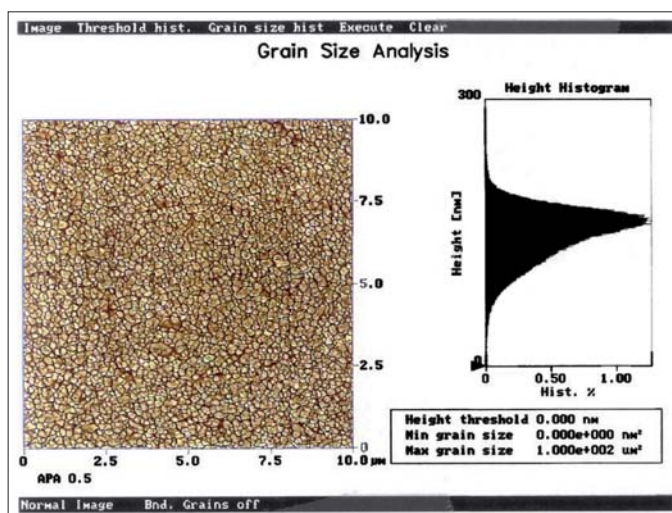 Image Threshold hist. Grain size hist Execute Clear
Grain Size Analysis
Height Histogram
300
Height [nm]
0
0 0.50 1.00
Hist. %
10.0
7.5
5.0
2.5
0
0 2.5 5.0 7.5 10.0 µm
APA 0.5
Height threshold 0.000 nm
Min grain size 0.000e+000 nm²
Max grain size 1.000e+002 um²
Normal Image Bnd. Grains off